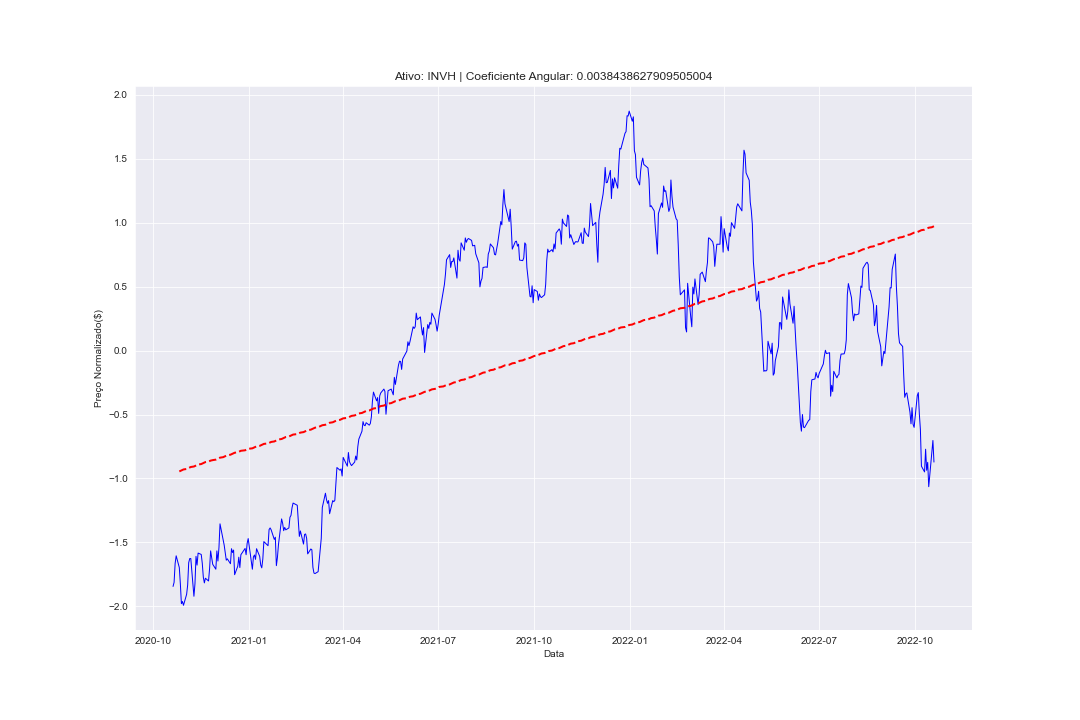 Ativo: INVH | Coeficiente Angular: 0.0038438627909505004
Preço Normalizado($)
2.0
1.5
1.0
0.5
0.0
−0.5
−1.0
−1.5
−2.0
2020-10 2021-01 2021-04 2021-07 2021-10 2022-01 2022-04 2022-07 2022-10
Data